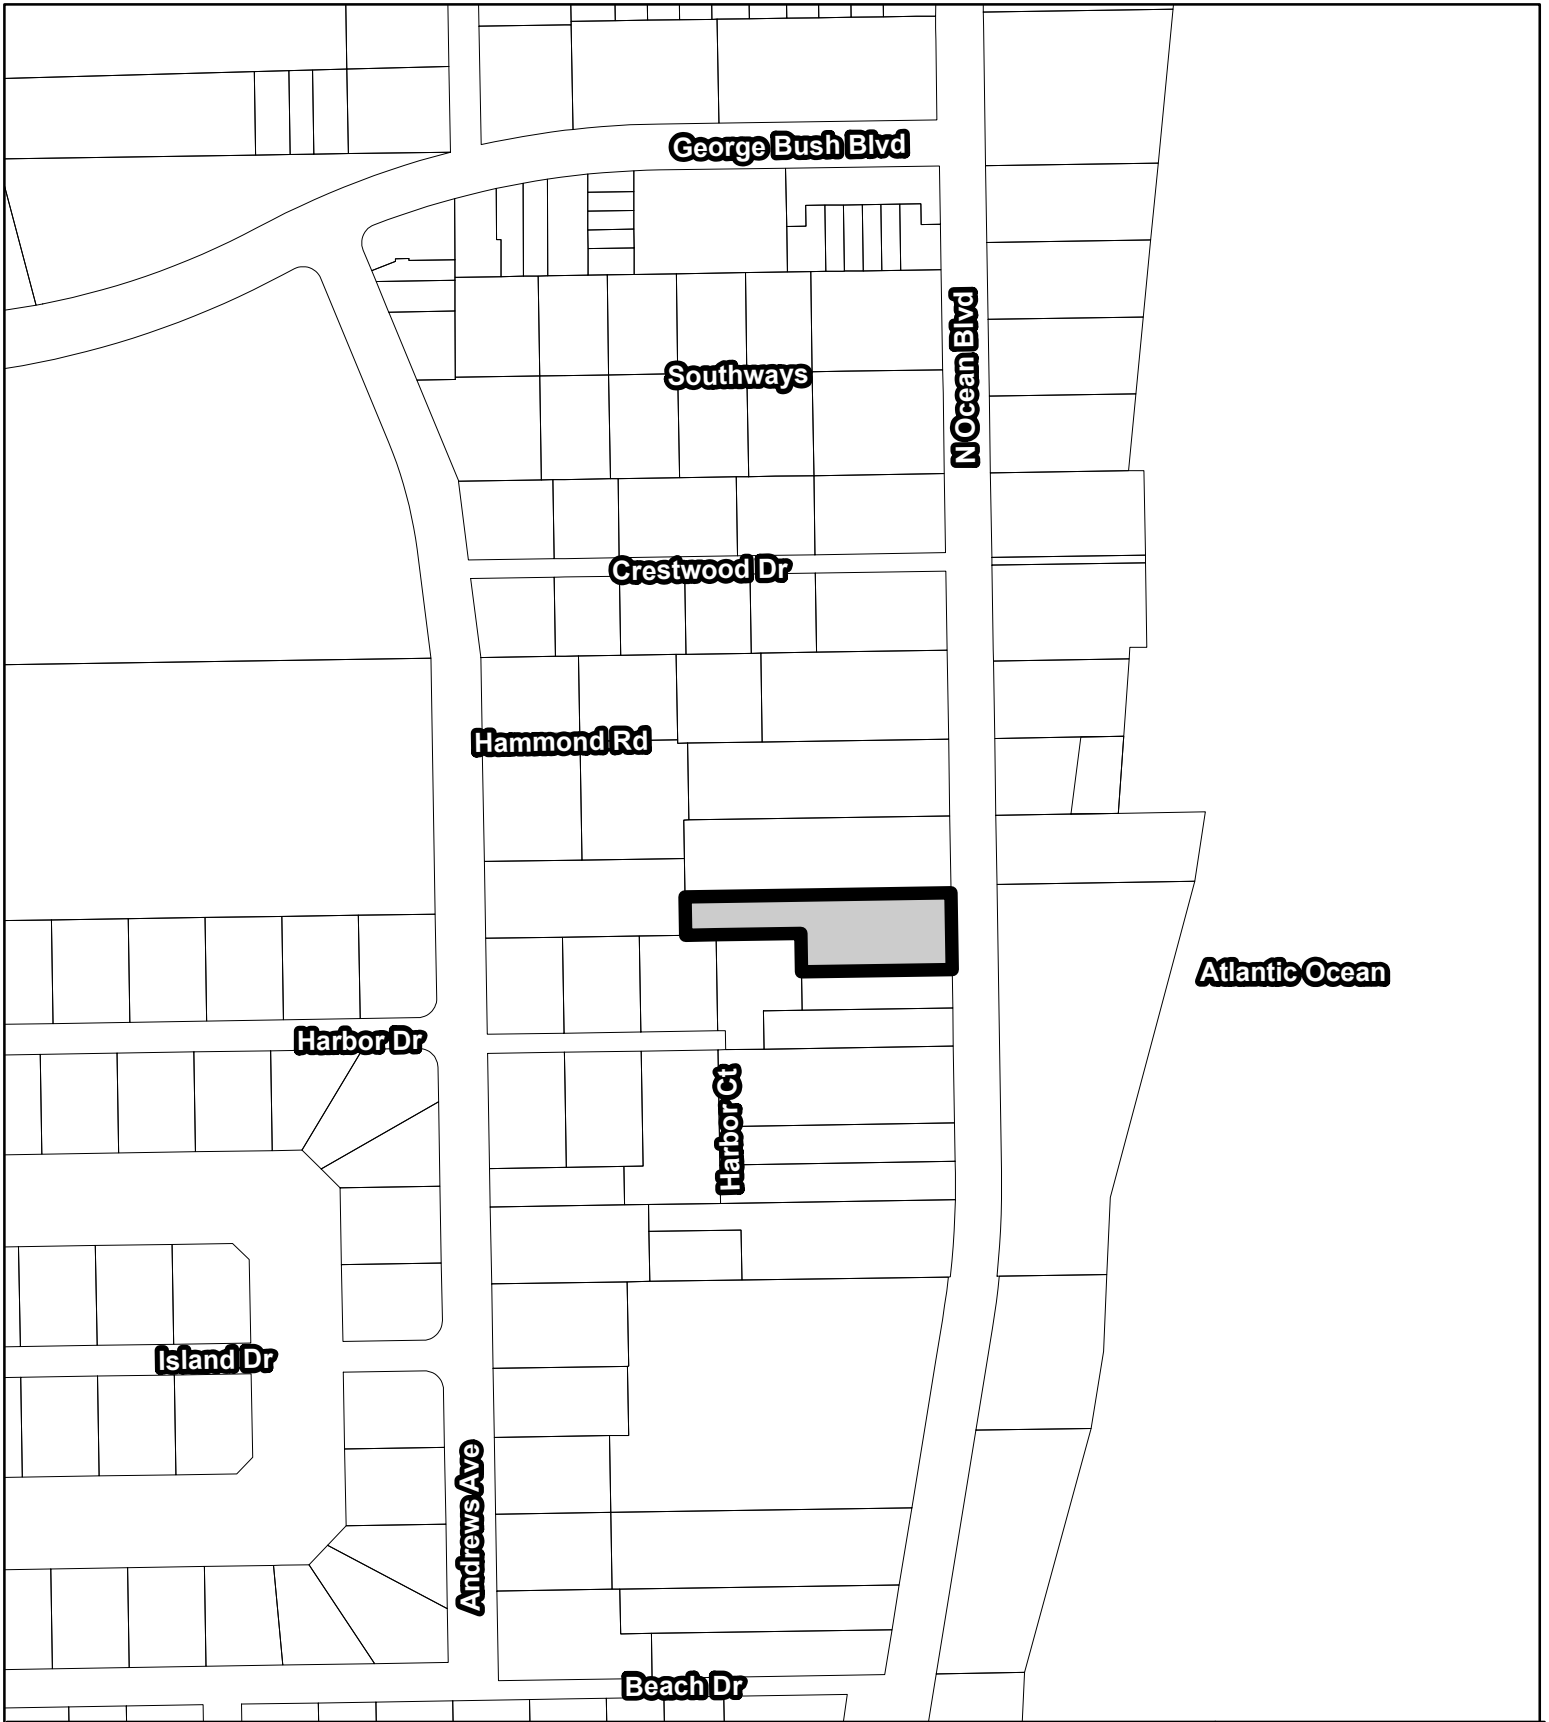 George Bush Blvd
N Ocean Blvd
Southways
Crestwood Dr
Hammond Rd
Atlantic Ocean
Harbor Dr
Harbor Ct
Island Dr
Andrews Ave
Beach Dr